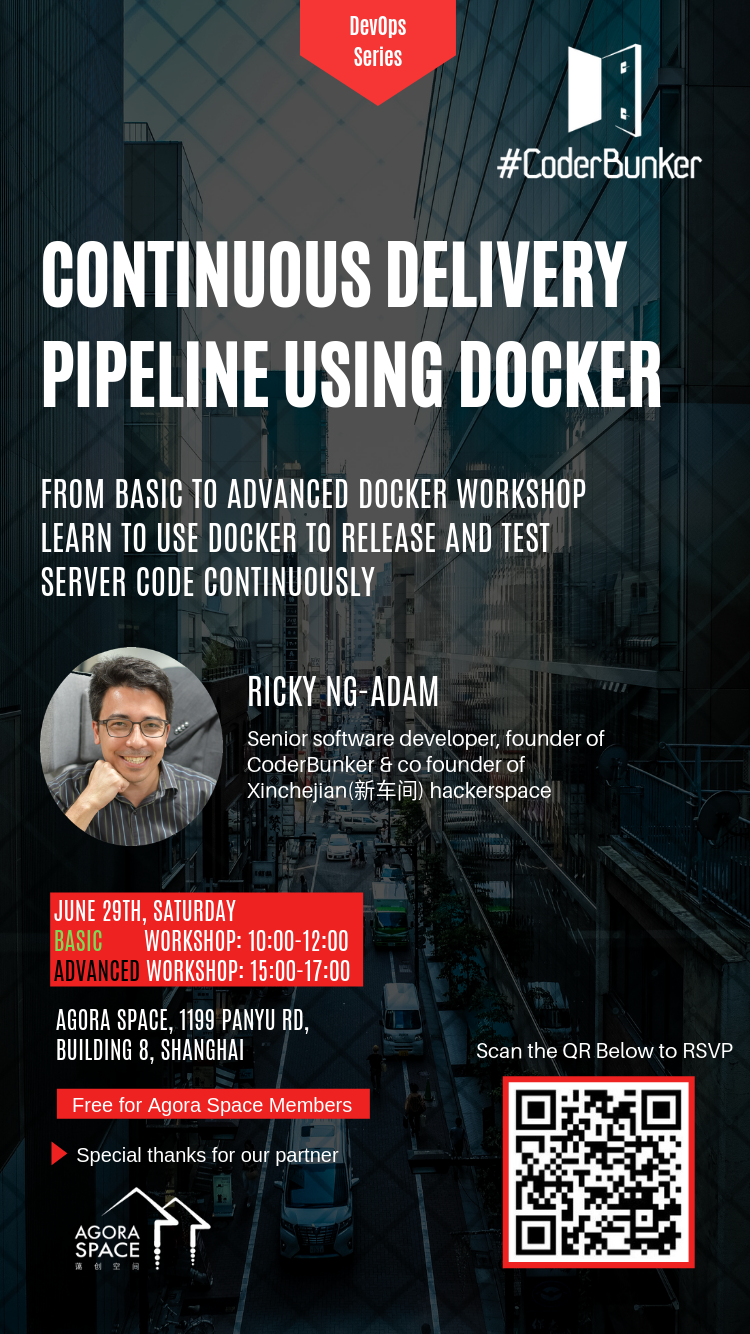 DevOps
Series
#CoderBunker
CONTINUOUS DELIVERY
PIPELINE USING DOCKER
FROM BASIC TO ADVANCED DOCKER WORKSHOP
LEARN TO USE DOCKER TO RELEASE AND TEST
SERVER CODE CONTINUOUSLY
RICKY NG-ADAM
Senior software developer, founder of
CoderBunker & co founder of
Xinchejian(新车间) hackerspace
JUNE 29TH, SATURDAY
BASIC WORKSHOP: 10:00-12:00
ADVANCED WORKSHOP: 15:00-17:00
AGORA SPACE, 1199 PANYU RD,
BUILDING 8, SHANGHAI
Scan the QR Below to RSVP
Free for Agora Space Members
Special thanks for our partner
AGORA
SPACE
蒲创空间